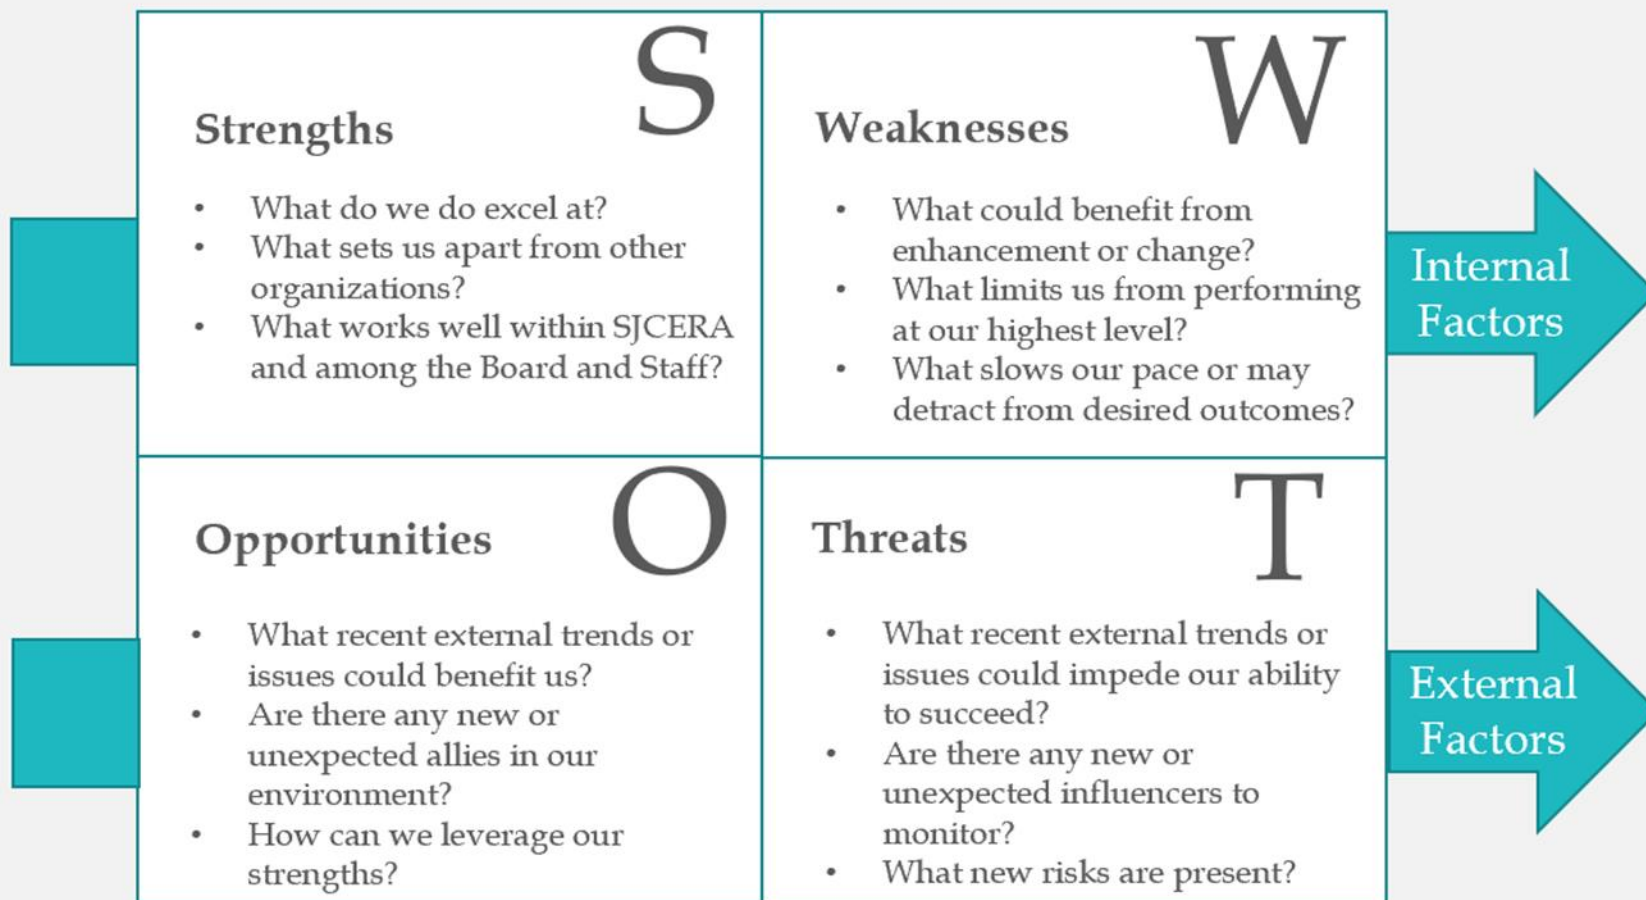 S
Strengths
• What do we do excel at?
• What sets us apart from other
organizations?
• What works well within SJCERA
and among the Board and Staff?
W
Weaknesses
• What could benefit from
enhancement or change?
• What limits us from performing
at our highest level?
• What slows our pace or may
detract from desired outcomes?
Internal
Factors
O
Opportunities
• What recent external trends or
issues could benefit us?
• Are there any new or
unexpected allies in our
environment?
• How can we leverage our
strengths?
T
Threats
• What recent external trends or
issues could impede our ability
to succeed?
• Are there any new or
unexpected influencers to
monitor?
• What new risks are present?
External
Factors